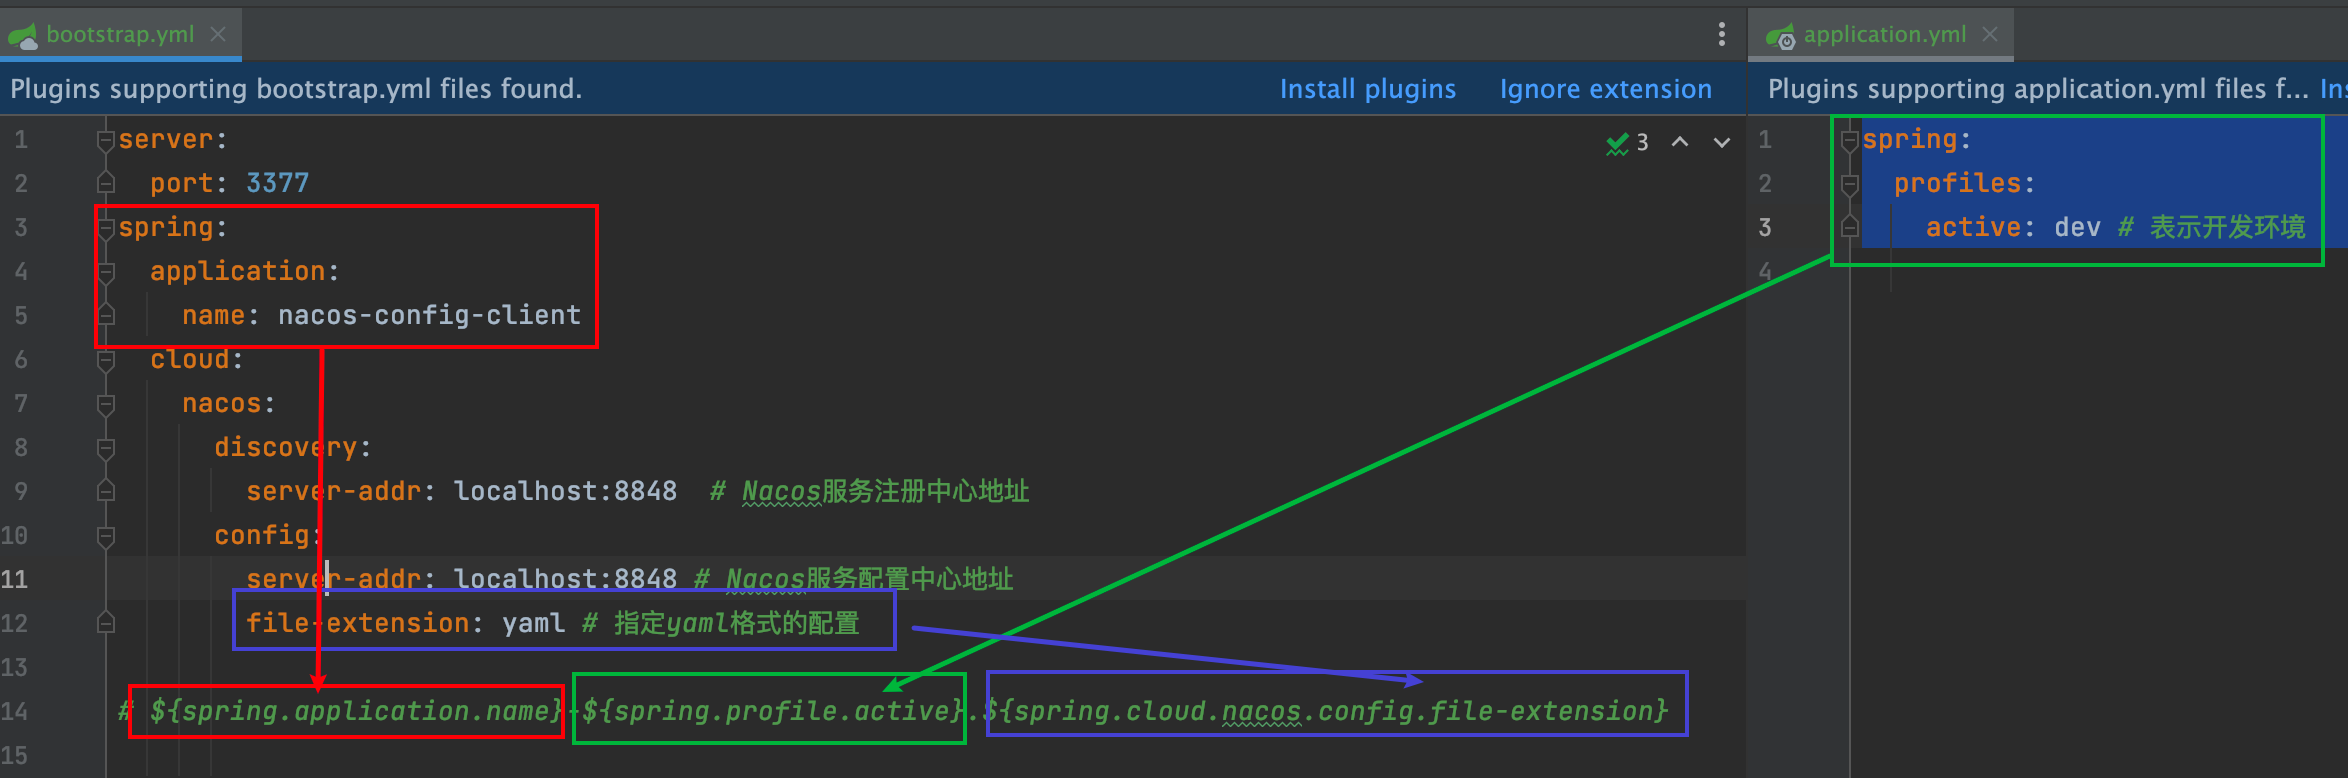 bootstrap.yml
Plugins supporting bootstrap.yml files found. Install plugins Ignore extension
3
1 server:
2 port: 3377
3 spring:
4 application:
5 name: nacos-config-client
6 cloud:
7 nacos:
8 discovery:
9 server-addr: localhost:8848 # Nacos服务注册中心地址
10 config:
11 server-addr: localhost:8848 # Nacos服务配置中心地址
12 file-extension: yaml # 指定yaml格式的配置
13
14 # ${spring.application.name}-${spring.profile.active}.${spring.cloud.nacos.config.file-extension}
15
application.yml
Plugins supporting application.yml files f... Ins
1 spring:
2 profiles:
3 active: dev # 表示开发环境
4